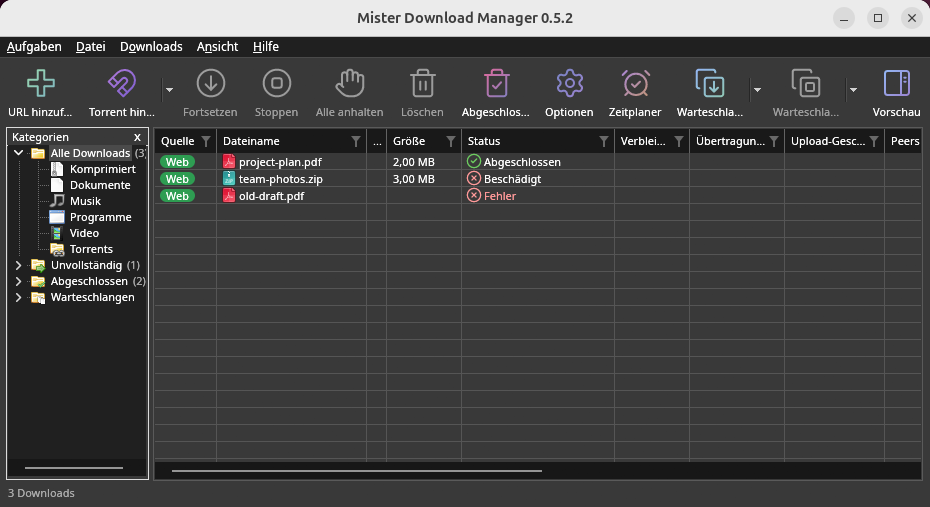 Mister Download Manager 0.5.2
Aufgaben Datei Downloads Ansicht Hilfe
URL hinzuf... Torrent hin... Fortsetzen Stoppen Alle anhalten Löschen Abgeschlos... Optionen Zeitplaner Warteschla... Warteschla... Vorschau
Kategorien x
Alle Downloads (3)
Komprimiert
Dokumente
Musik
Programme
Video
Torrents
Unvollständig (1)
Abgeschlossen (2)
Warteschlangen
Quelle Dateiname ... Größe Status Verblei... Übertragun... Upload-Gesc... Peers
Web project-plan.pdf 2,00 MB Abgeschlossen
Web team-photos.zip 3,00 MB Beschädigt
Web old-draft.pdf Fehler
3 Downloads